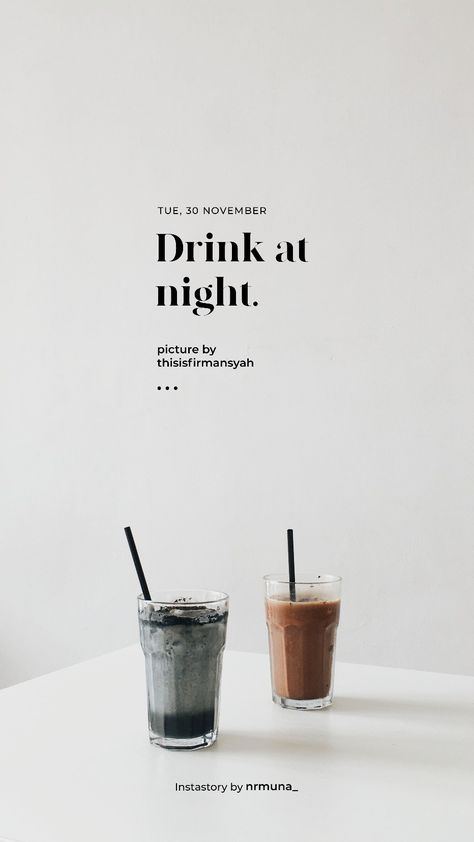 TUE, 30 NOVEMBER
Drink at
night.
picture by
thisisfirmansyah
...
Instastory by nrmuna_